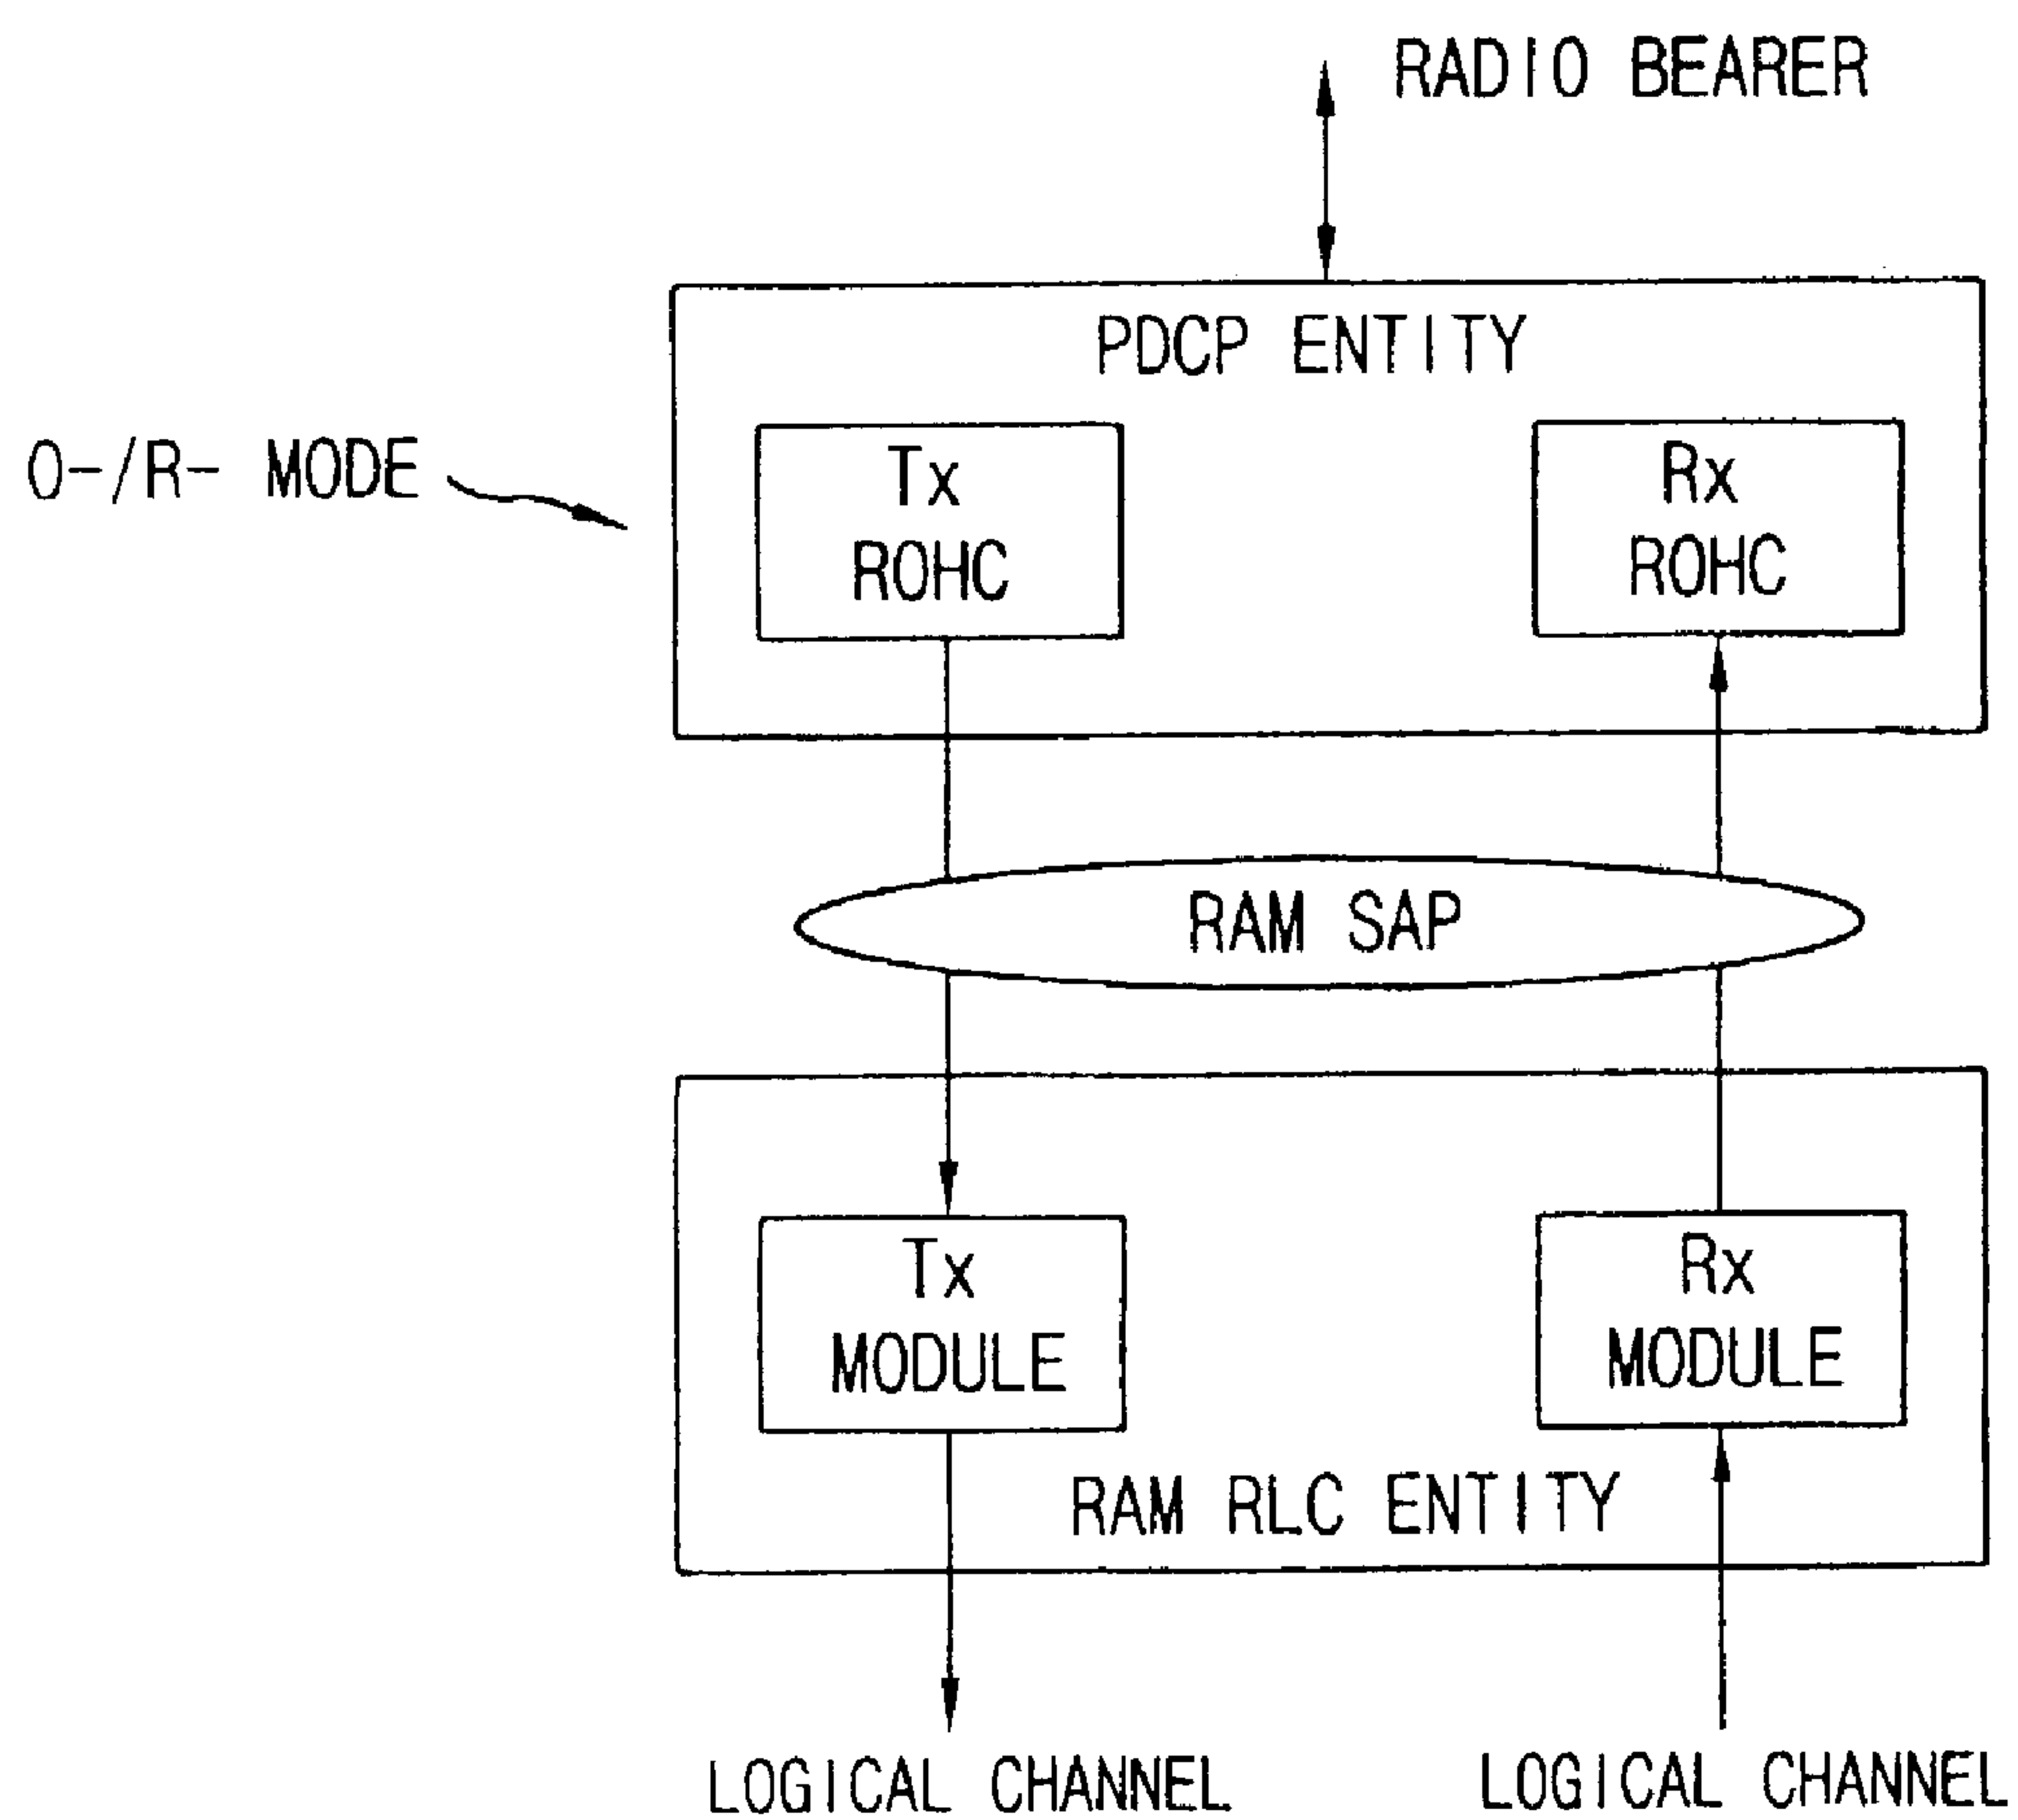 RADIO BEARER
PDCP ENTITY
O-/R- MODE
Tx
ROHC
Rx
ROHC
RAM SAP
Tx
MODULE
Rx
MODULE
RAM RLC ENTITY
LOGICAL CHANNEL
LOGICAL CHANNEL